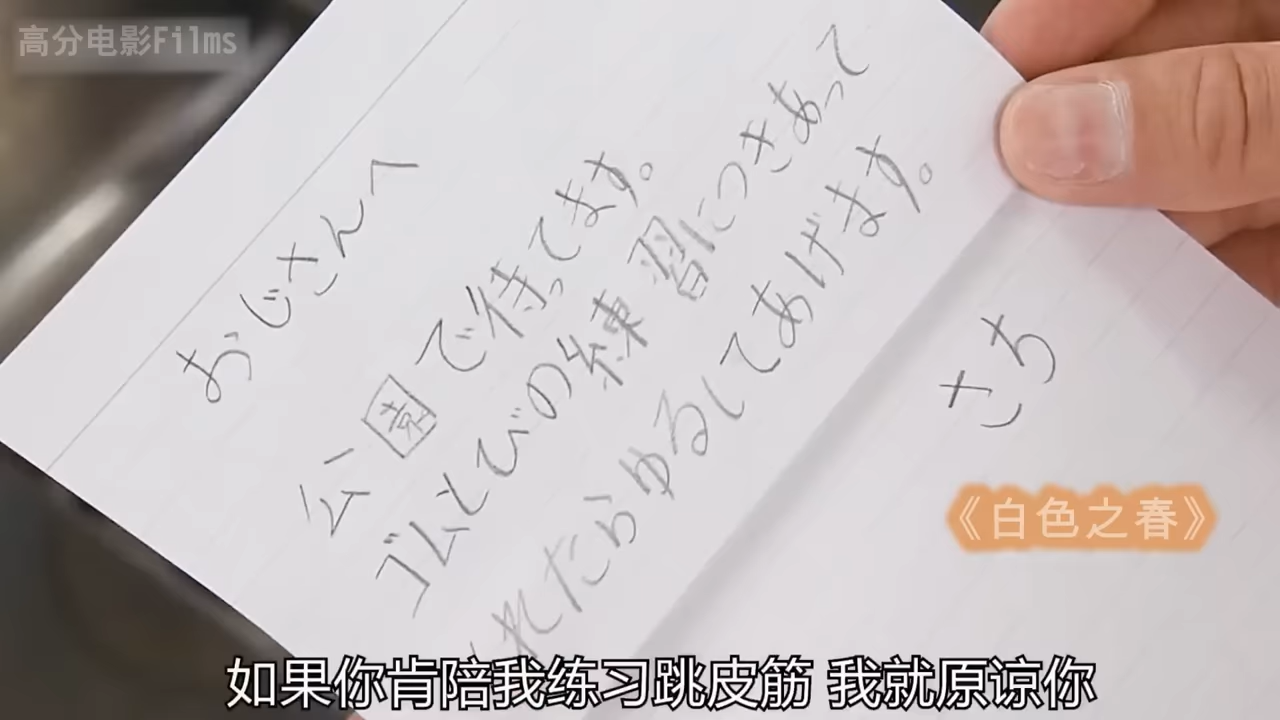 高分电影Films
おじさんへ
公園で待ってます。
ゴムとびの練習につきあって
れたらゆるしてあげます。
さち
《白色之春》
如果你肯陪我练习跳皮筋 我就原谅你